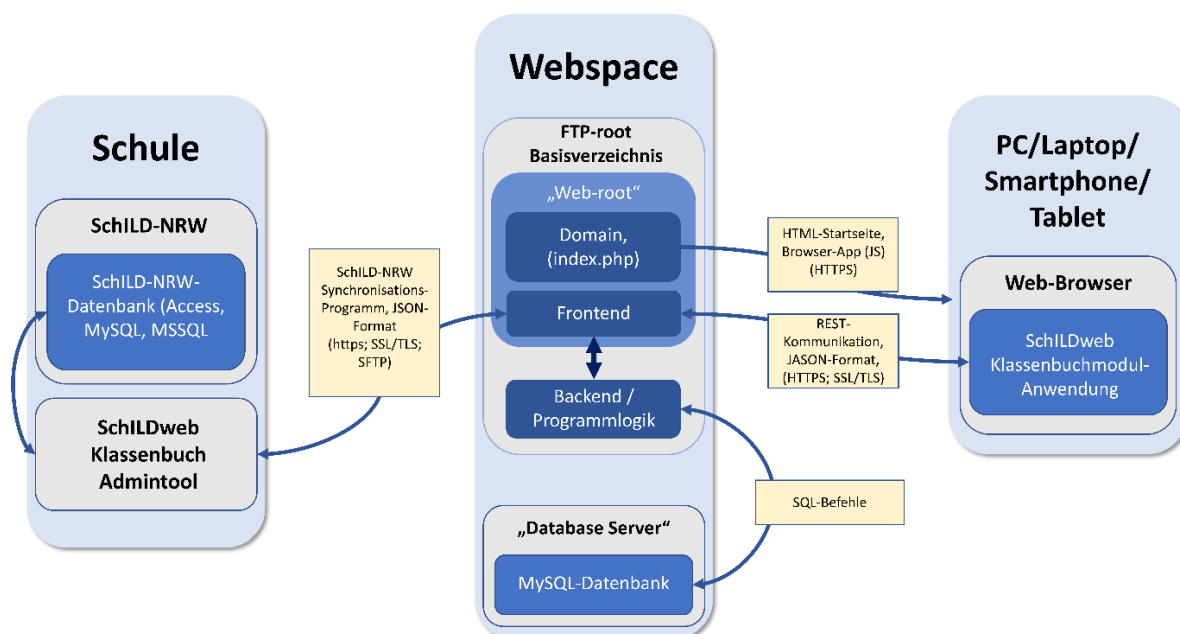 Schule
SchILD-NRW
SchILD-NRW-
Datenbank (Access,
MySQL, MSSQL
SchILDweb
Klassenbuch
Admintool
SchILD-NRW
Synchronisations-
Programm, JSON-
Format
(https; SSL/TLS;
SFTP)
Webspace
FTP-root
Basisverzeichnis
„Web-root“
Domain,
(index.php)
Frontend
Backend /
Programmlogik
„Database Server“
MySQL-Datenbank
HTML-Startseite,
Browser-App (JS)
(HTTPS)
REST-
Kommunikation,
JASON-Format,
(HTTPS; SSL/TLS)
SQL-Befehle
PC/Laptop/
Smartphone/
Tablet
Web-Browser
SchILDweb
Klassenbuchmodul-
Anwendung